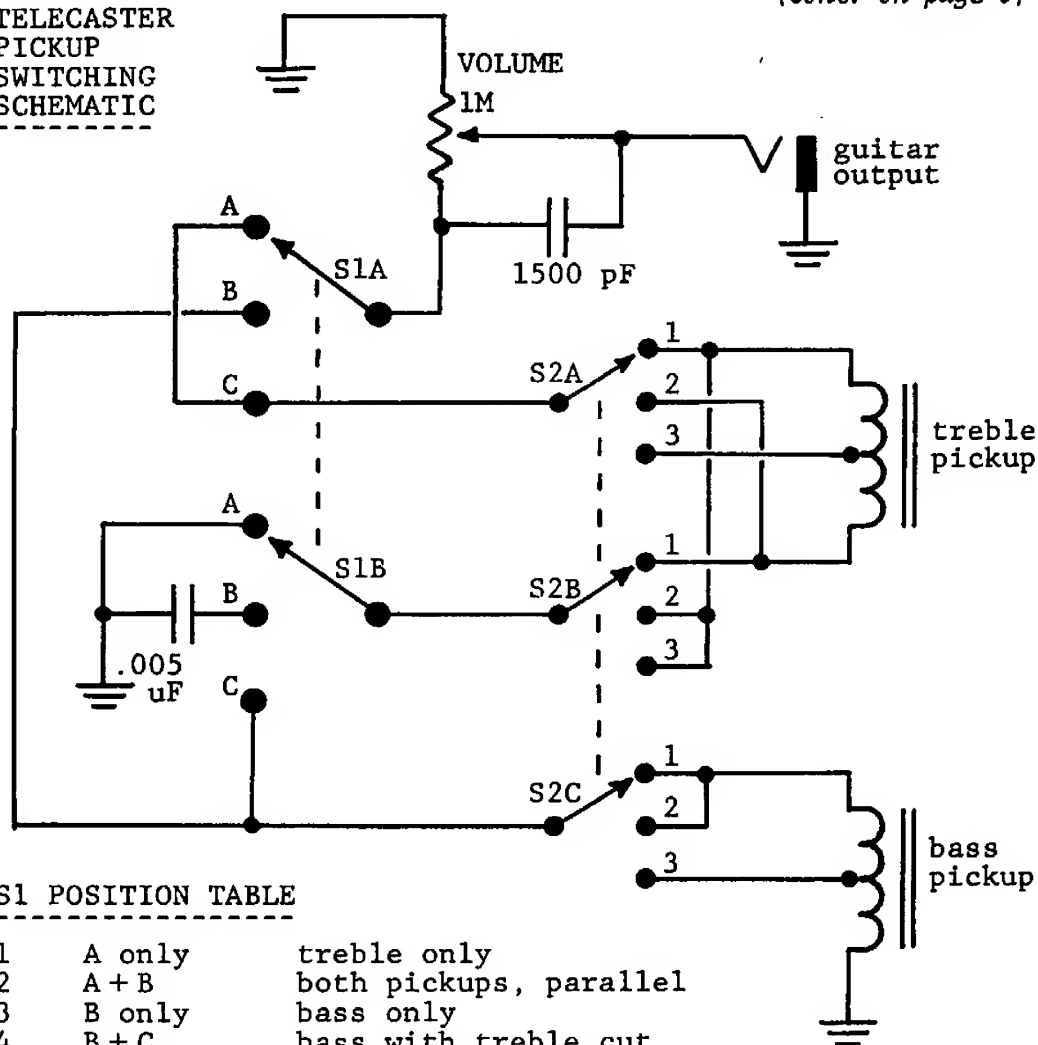 TELECASTER
PICKUP
SWITCHING
SCHEMATIC
VOLUME
1M
guitar
output
1500 pF
A
B
C
S1A
S2A
1
2
3
treble
pickup
A
B
C
S1B
.005
uF
S2B
1
2
3
S2C
1
2
3
bass
pickup
S1 POSITION TABLE
1 A only treble only
2 A + B both pickups, parallel
3 B only bass only
4 B + C bass with treble cut